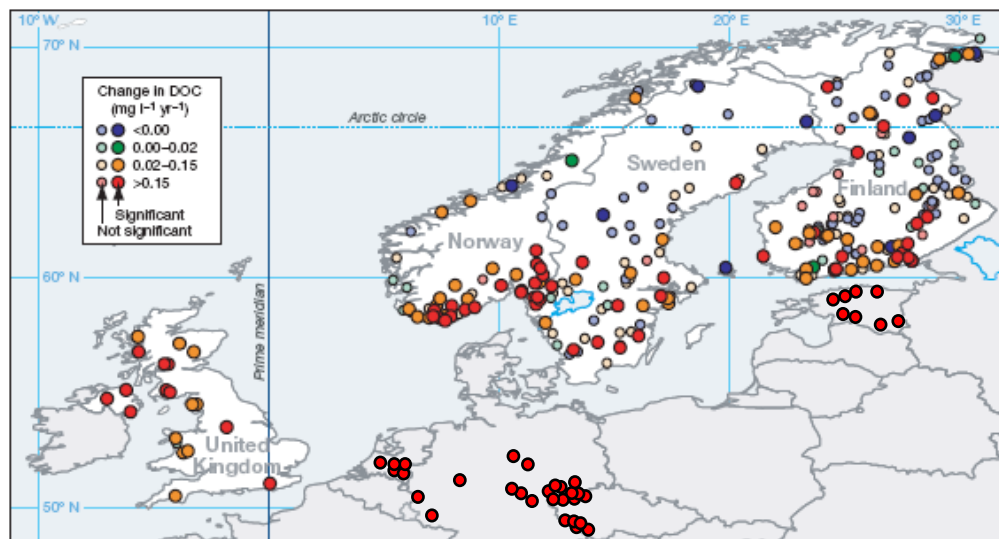 10° W
10° E
20° E
30° E
70° N
Change in DOC
(mg l⁻¹ yr⁻¹)
<0.00
0.00–0.02
0.02–0.15
>0.15
Significant
Not significant
Arctic circle
Sweden
Finland
Norway
60° N
Prime meridian
United
Kingdom
50° N